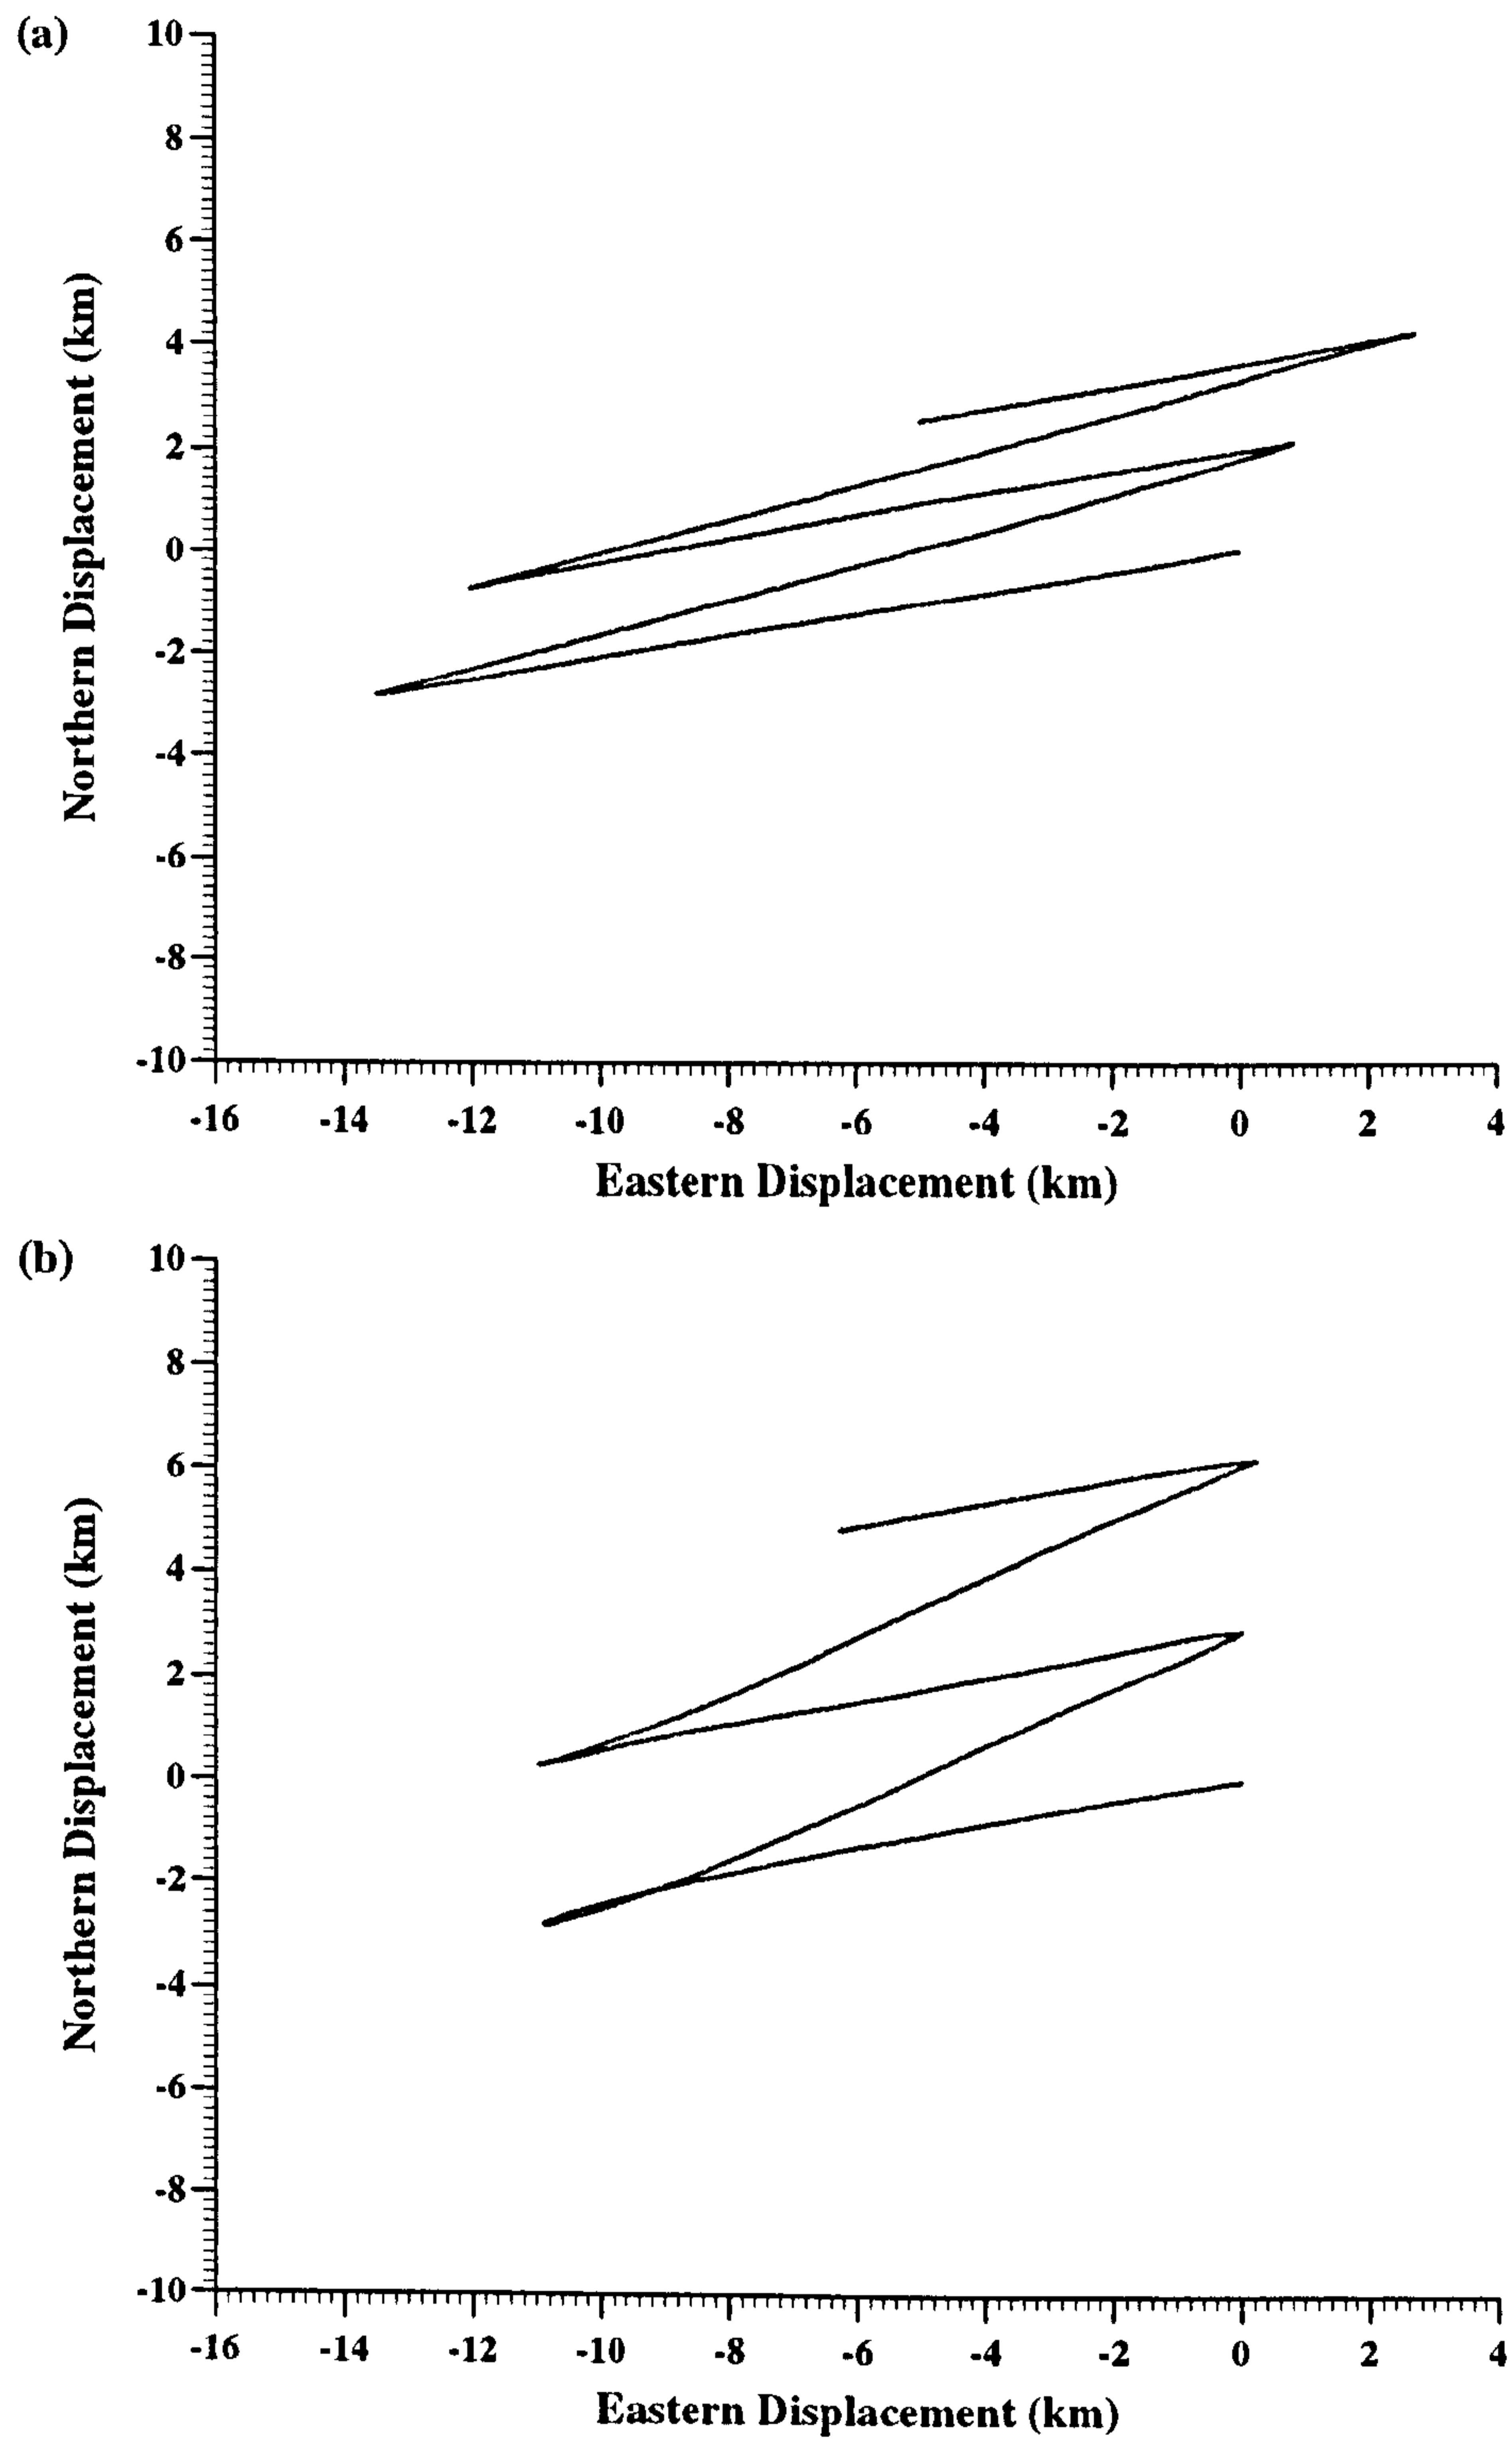 (a)
10
8
6
4
2
0
-2
-4
-6
-8
-10
-16 -14 -12 -10 -8 -6 -4 -2 0 2 4
Northern Displacement (km)
Eastern Displacement (km)
(b)
10
8
6
4
2
0
-2
-4
-6
-8
-10
-16 -14 -12 -10 -8 -6 -4 -2 0 2 4
Northern Displacement (km)
Eastern Displacement (km)